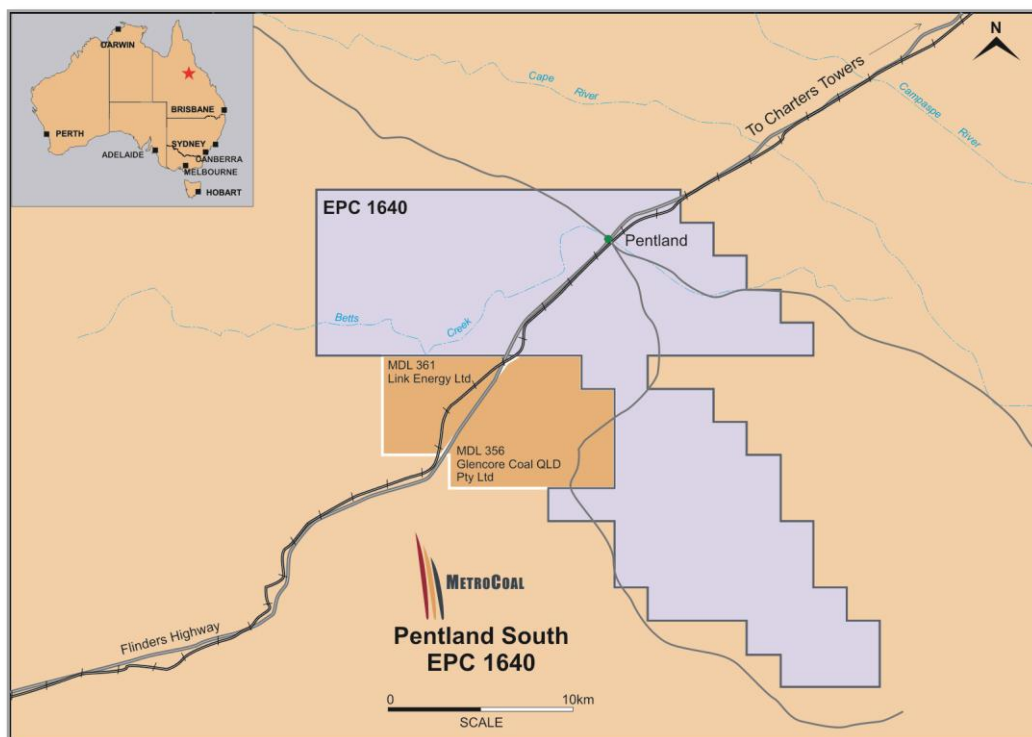 DARWIN
BRISBANE
PERTH
SYDNEY
ADELAIDE
CANBERRA
MELBOURNE
HOBART
N
Cape
River
To Charters Towers
Campaspe
River
EPC 1640
Pentland
Betts
Creek
MDL 361
Link Energy Ltd.
MDL 356
Glencore Coal QLD
Pty Ltd
METROCOAL
Flinders Highway
Pentland South
EPC 1640
0
10km
SCALE